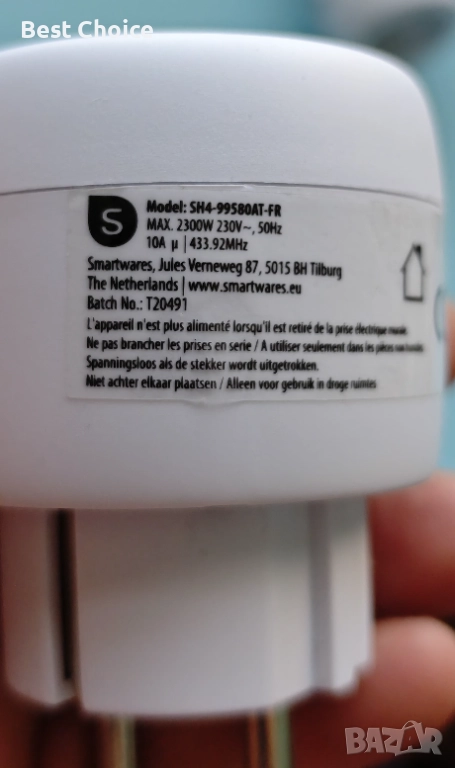 Best Choice
S
Model: SH4-99580AT-FR
MAX. 2300W 230V~, 50Hz
10A µ | 433.92MHz
Smartwares, Jules Verneweg 87, 5015 BH Tilburg
The Netherlands | www.smartwares.eu
Batch No.: T20491
L'appareil n'est plus alimenté lorsqu'il est retiré de la prise électrique murale.
Ne pas brancher les prises en serie / A utiliser seulement dans les pièces
Spanningsloos als de stekker wordt uitgetrokken.
Niet achter elkaar plaatsen / Alleen voor gebruik in droge ruimtes
BAZAR